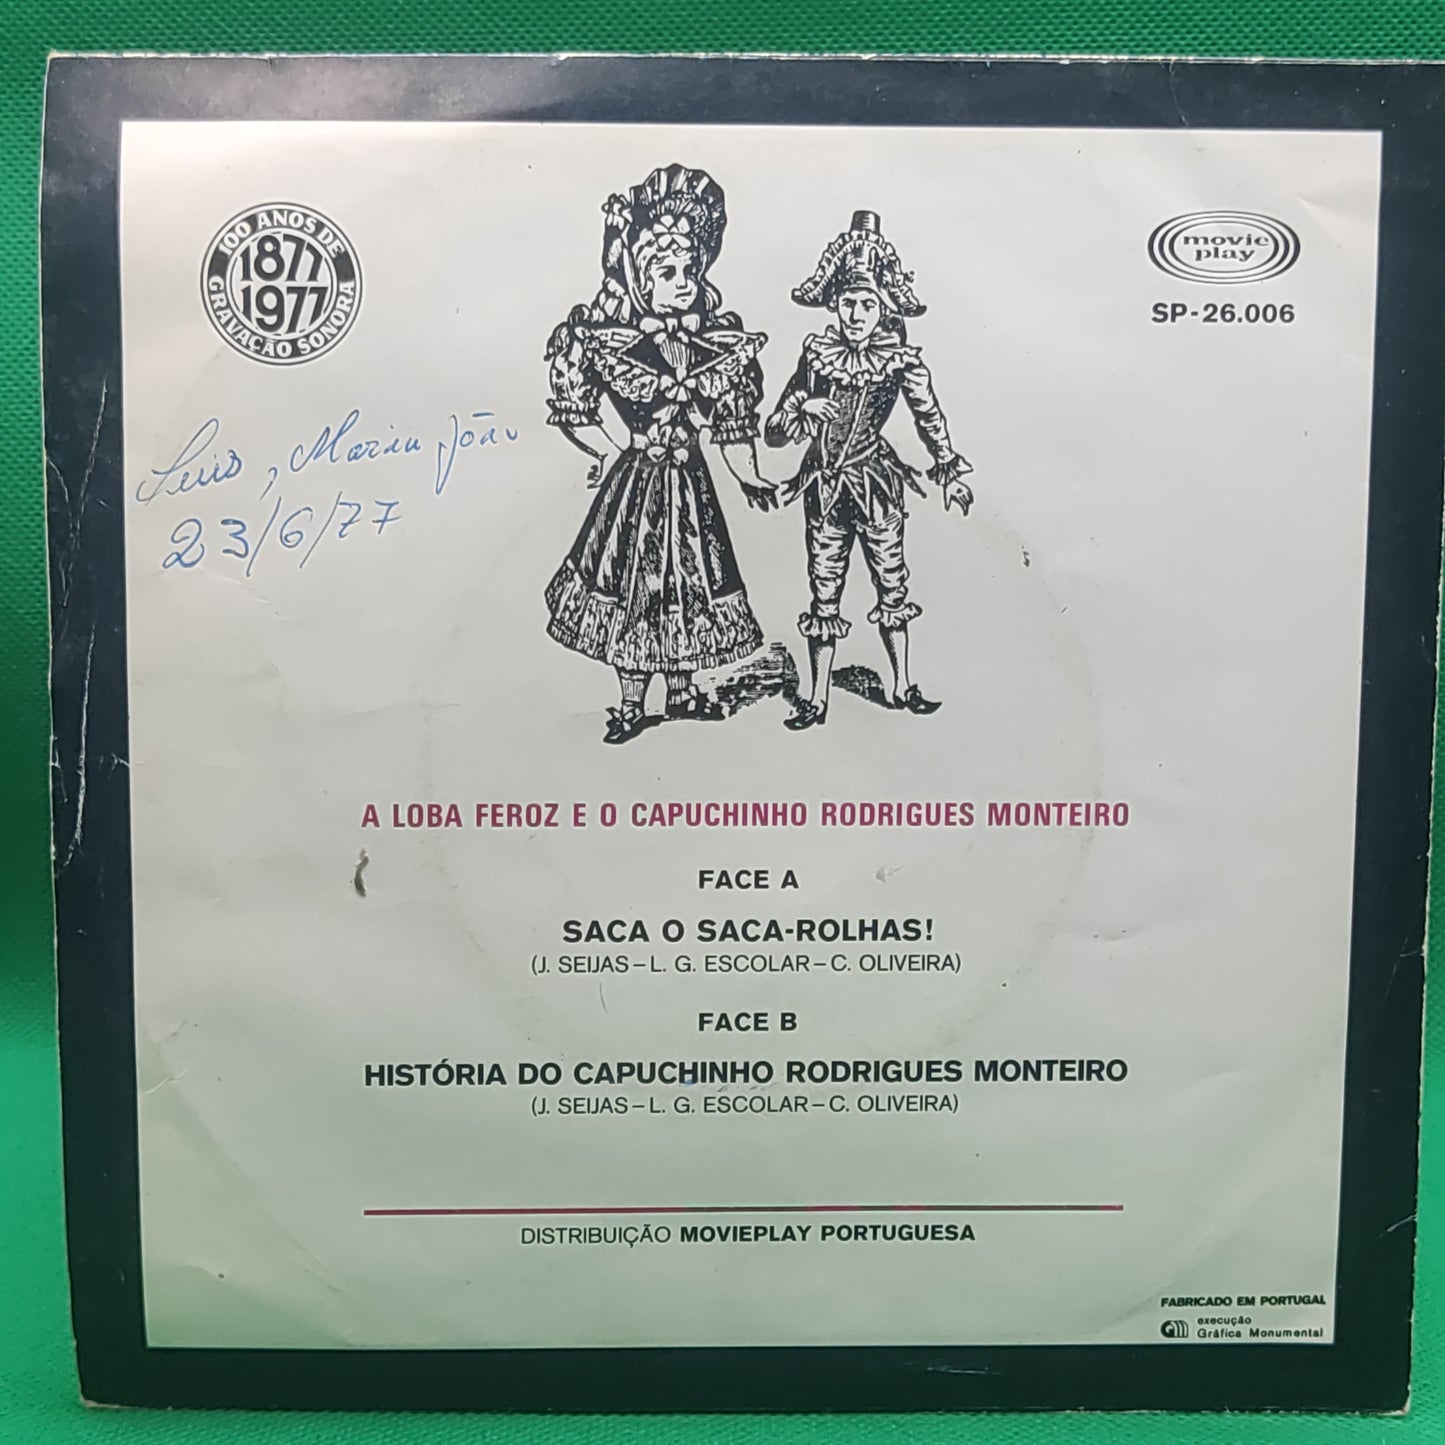 100 ANOS DE
1877
1977
GRAVAÇÃO SONORA
movie
play
SP-26.006
Luis, Maria João
23/6/77
A LOBA FEROZ E O CAPUCHINHO RODRIGUES MONTEIRO
FACE A
SACA O SACA-ROLHAS!
(J. SEIJAS – L. G. ESCOLAR – C. OLIVEIRA)
FACE B
HISTÓRIA DO CAPUCHINHO RODRIGUES MONTEIRO
(J. SEIJAS – L. G. ESCOLAR – C. OLIVEIRA)
DISTRIBUIÇÃO MOVIEPLAY PORTUGUESA
FABRICADO EM PORTUGAL
execução
Gráfica Monumental